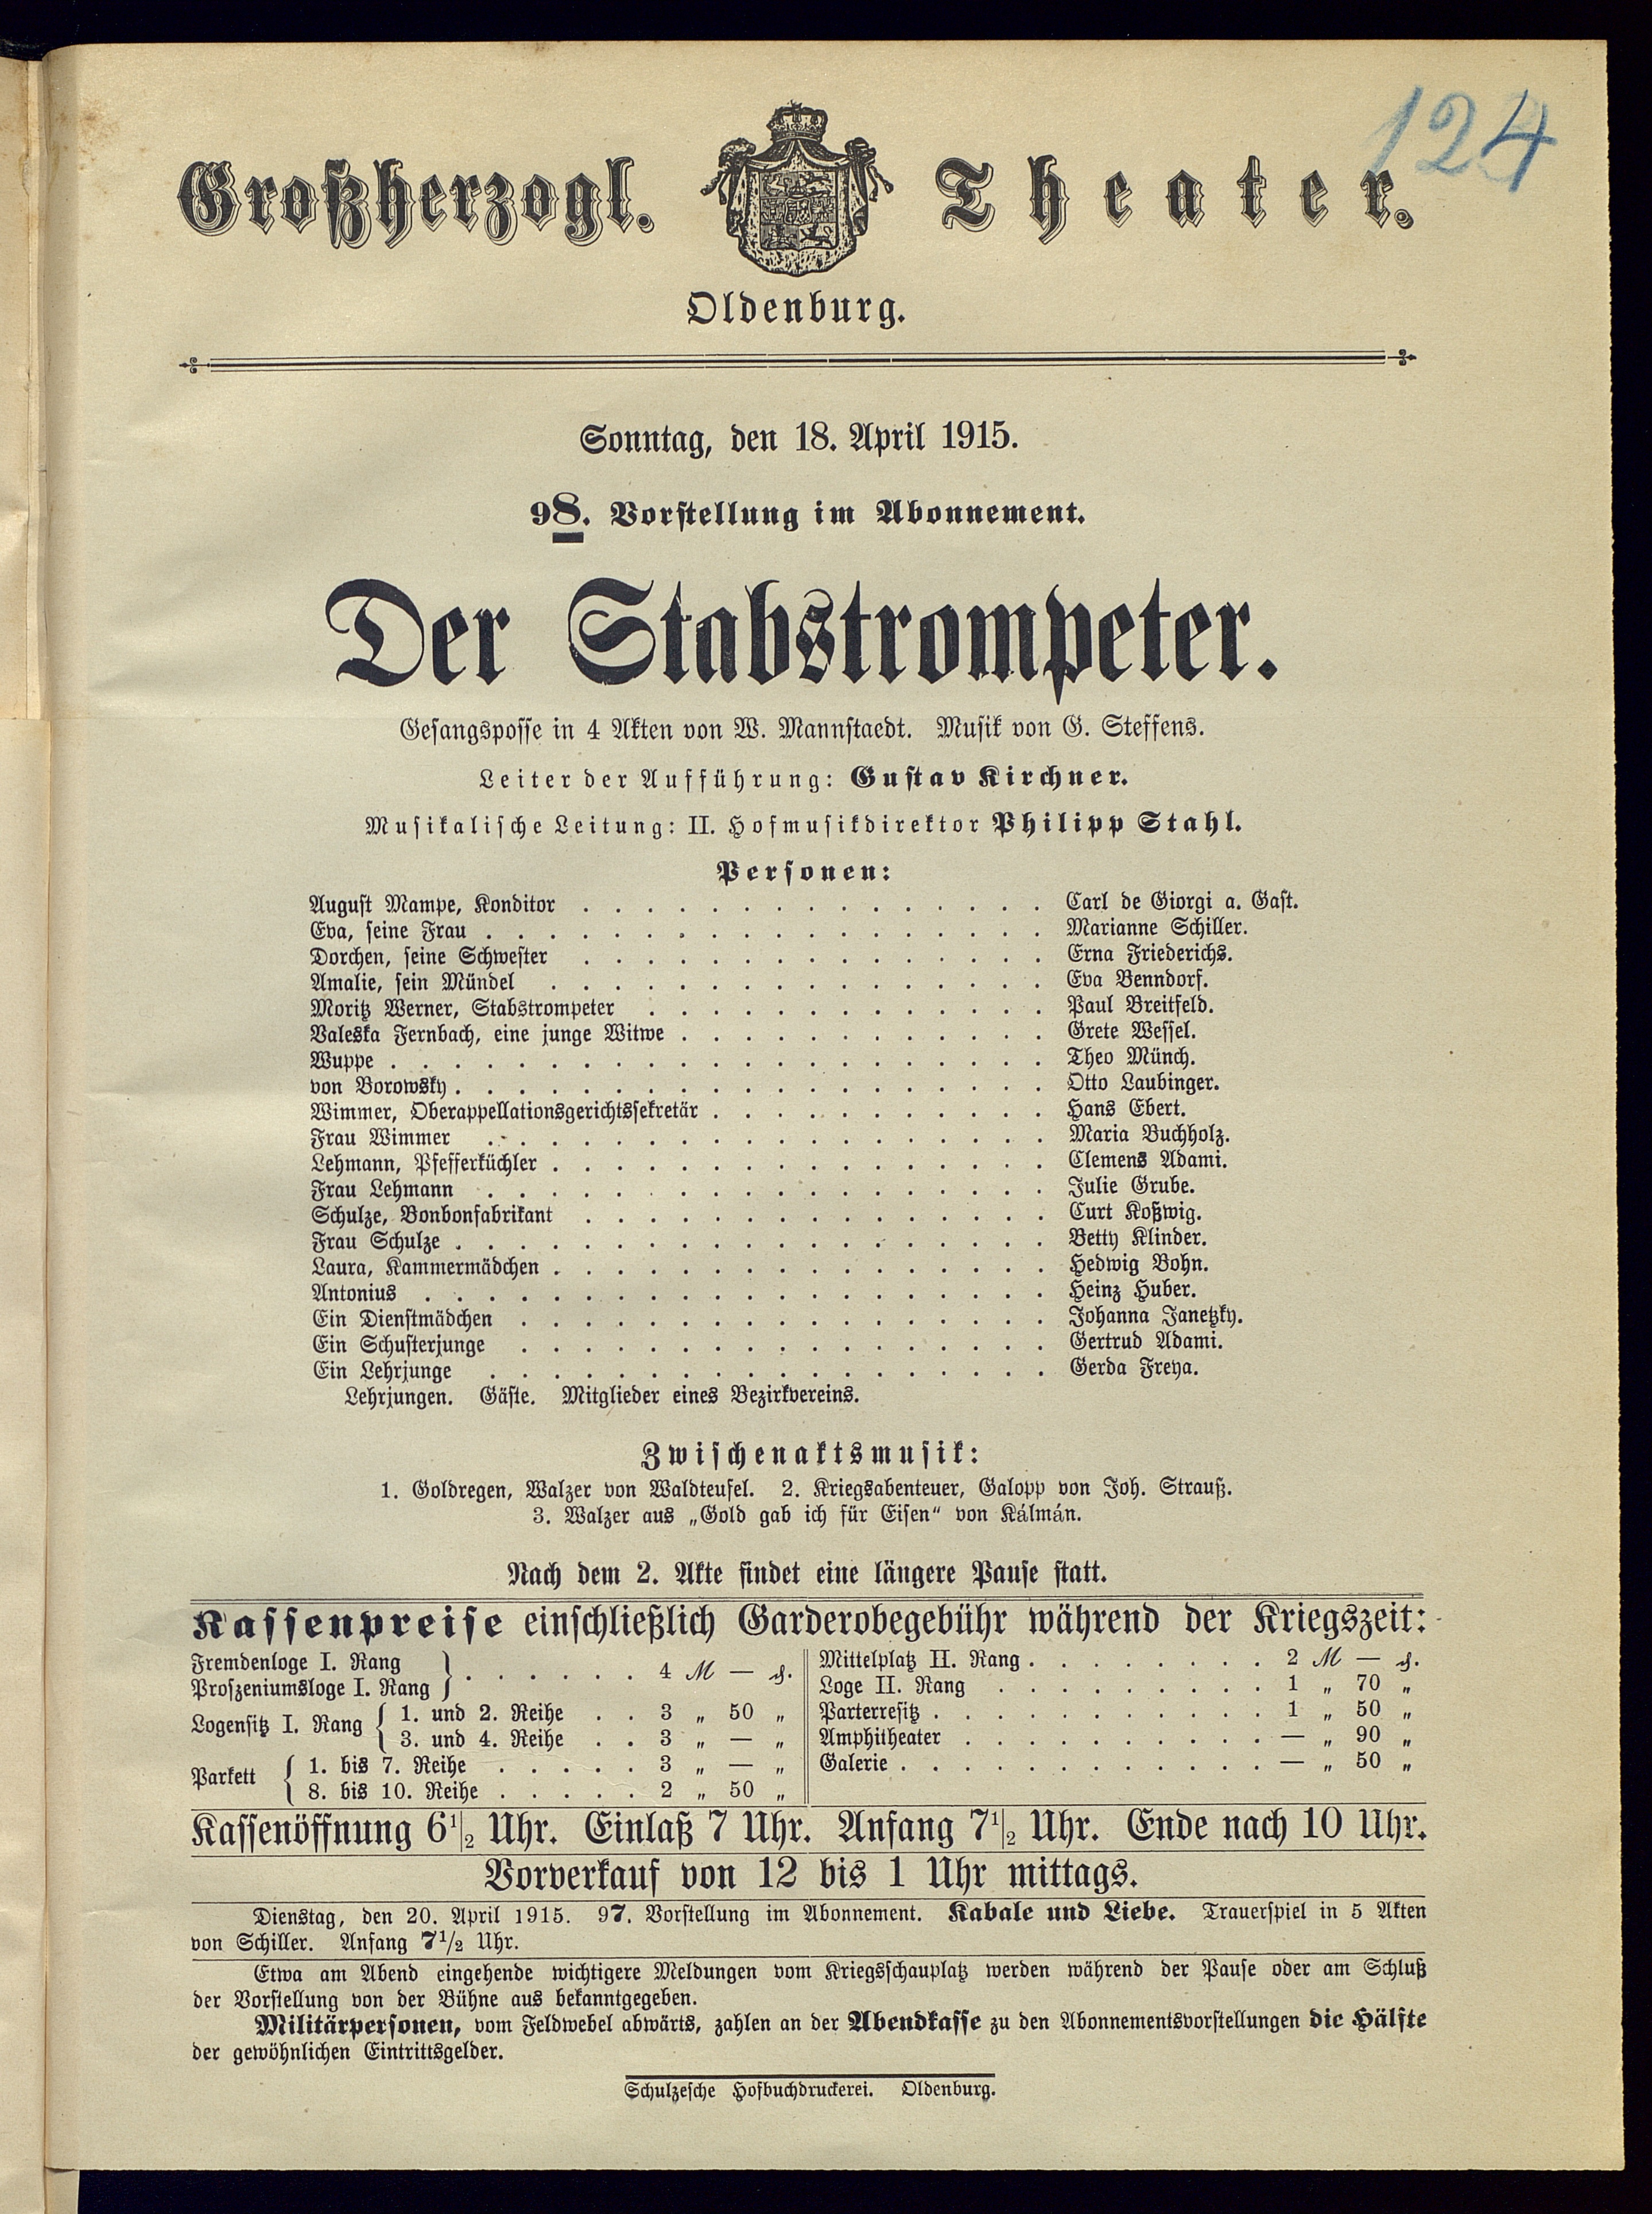 124
Großherzogl. Theater.
Oldenburg.
Sonntag, den 18. April 1915.
98. Vorstellung im Abonnement.
Der Stabstrompeter.
Gesangsposse in 4 Akten von W. Mannstaedt. Musik von G. Steffens.
Leiter der Aufführung: Gustav Kirchner.
Musikalische Leitung: II. Hofmusikdirektor Philipp Stahl.
Personen:
August Mampe, Konditor . . . . . . . . . . . . . . . Carl de Giorgi a. Gast.
Eva, seine Frau . . . . . . . . . . . . . . . . . . Marianne Schiller.
Dorchen, seine Schwester . . . . . . . . . . . . . . . Erna Friederichs.
Amalie, sein Mündel . . . . . . . . . . . . . . . . Eva Benndorf.
Moritz Werner, Stabstrompeter . . . . . . . . . . . . . Paul Breitfeld.
Valeska Fernbach, eine junge Witwe . . . . . . . . . . . . Grete Wessel.
Wuppe . . . . . . . . . . . . . . . . . . . . . Theo Münch.
von Borowsky . . . . . . . . . . . . . . . . . . . Otto Laubinger.
Wimmer, Oberappellationsgerichtssekretär . . . . . . . . . . . Hans Ebert.
Frau Wimmer . . . . . . . . . . . . . . . . . . Maria Buchholz.
Lehmann, Pfefferküchler . . . . . . . . . . . . . . . . Clemens Adami.
Frau Lehmann . . . . . . . . . . . . . . . . . . Julie Grube.
Schulze, Bonbonfabrikant . . . . . . . . . . . . . . . Curt Koßwig.
Frau Schulze . . . . . . . . . . . . . . . . . . . Betty Klinder.
Laura, Kammermädchen . . . . . . . . . . . . . . . . Hedwig Bohn.
Antonius . . . . . . . . . . . . . . . . . . . . Heinz Huber.
Ein Dienstmädchen . . . . . . . . . . . . . . . . . Johanna Janetzky.
Ein Schusterjunge . . . . . . . . . . . . . . . . . Gertrud Adami.
Ein Lehrjunge . . . . . . . . . . . . . . . . . . Gerda Freya.
Lehrjungen. Gäste. Mitglieder eines Bezirkvereins.
Zwischenaktsmusik:
1. Goldregen, Walzer von Waldteufel. 2. Kriegsabenteuer, Galopp von Joh. Strauß.
3. Walzer aus „Gold gab ich für Eisen“ von Kálmán.
Nach dem 2. Akte findet eine längere Pause statt.
Kassenpreise einschließlich Garderobegebühr während der Kriegszeit:
Fremdenloge I. Rang
Proszeniumsloge I. Rang } . . . . . . 4 M — ₰.
Logensitz I. Rang { 1. und 2. Reihe . . 3 „ 50 „
3. und 4. Reihe . . 3 „ — „
Parkett { 1. bis 7. Reihe . . . . . 3 „ — „
8. bis 10. Reihe . . . . . 2 „ 50 „
Mittelplatz II. Rang . . . . . . . . 2 M — ₰.
Loge II. Rang . . . . . . . . . 1 „ 70 „
Parterresitz . . . . . . . . . . . 1 „ 50 „
Amphitheater . . . . . . . . . . — „ 90 „
Galerie . . . . . . . . . . . . — „ 50 „
Kassenöffnung 6 1/2 Uhr. Einlaß 7 Uhr. Anfang 7 1/2 Uhr. Ende nach 10 Uhr.
Vorverkauf von 12 bis 1 Uhr mittags.
Dienstag, den 20. April 1915. 97. Vorstellung im Abonnement. Kabale und Liebe. Trauerspiel in 5 Akten
von Schiller. Anfang 7 1/2 Uhr.
Etwa am Abend eingehende wichtigere Meldungen vom Kriegsschauplatz werden während der Pause oder am Schluß
der Vorstellung von der Bühne aus bekanntgegeben.
Militärpersonen, vom Feldwebel abwärts, zahlen an der Abendkasse zu den Abonnementsvorstellungen die Hälfte
der gewöhnlichen Eintrittsgelder.
Schulzesche Hofbuchdruckerei. Oldenburg.